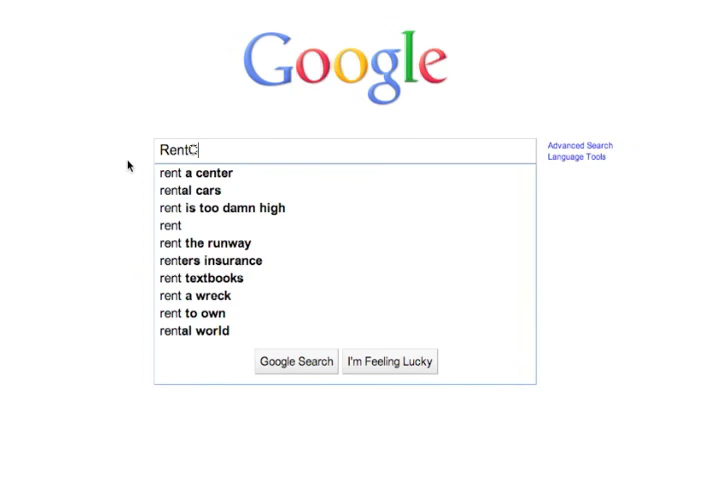 Google
RentC
Advanced Search
Language Tools
rent a center
rental cars
rent is too damn high
rent
rent the runway
renters insurance
rent textbooks
rent a wreck
rent to own
rental world
Google Search
I'm Feeling Lucky